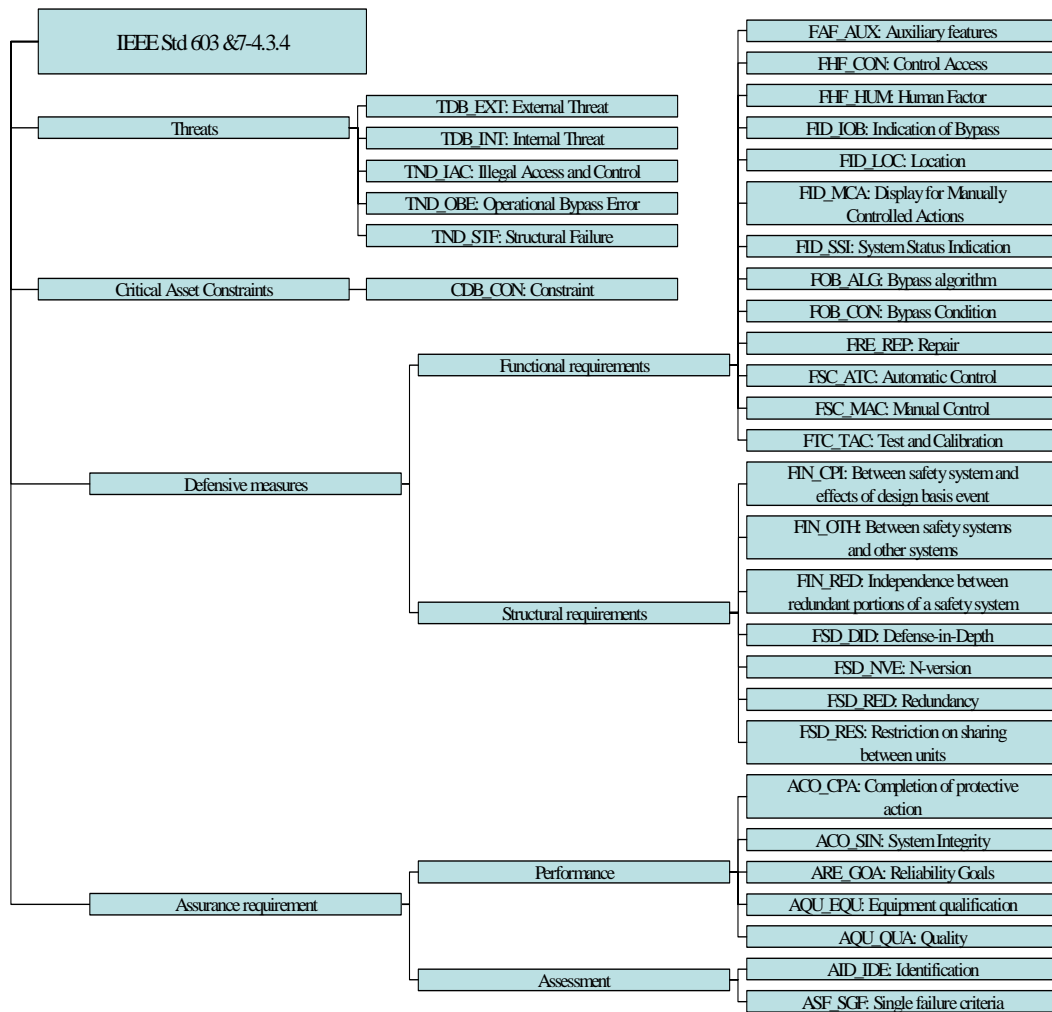 IEEE Std 603 &7-4.3.4
Threats
TDB_EXT: External Threat
TDB_INT: Internal Threat
TND_IAC: Illegal Access and Control
TND_OBE: Operational Bypass Error
TND_STF: Structural Failure
Critical Asset Constraints
CDB_CON: Constraint
Defensive measures
Functional requirements
FAF_AUX: Auxiliary features
FHF_CON: Control Access
FHF_HUM: Human Factor
FID_IOB: Indication of Bypass
FID_LOC: Location
FID_MCA: Display for Manually
Controlled Actions
FID_SSI: System Status Indication
FOB_ALG: Bypass algorithm
FOB_CON: Bypass Condition
FRE_REP: Repair
FSC_ATC: Automatic Control
FSC_MAC: Manual Control
FTC_TAC: Test and Calibration
Structural requirements
FIN_CPI: Between safety system and
effects of design basis event
FIN_OTH: Between safety systems
and other systems
FIN_RED: Independence between
redundant portions of a safety system
FSD_DID: Defense-in-Depth
FSD_NVE: N-version
FSD_RED: Redundancy
FSD_RES: Restriction on sharing
between units
Assurance requirement
Performance
ACO_CPA: Completion of protective
action
ACO_SIN: System Integrity
ARE_GOA: Reliability Goals
AQU_EQU: Equipment qualification
AQU_QUA: Quality
Assessment
AID_IDE: Identification
ASF_SGF: Single failure criteria